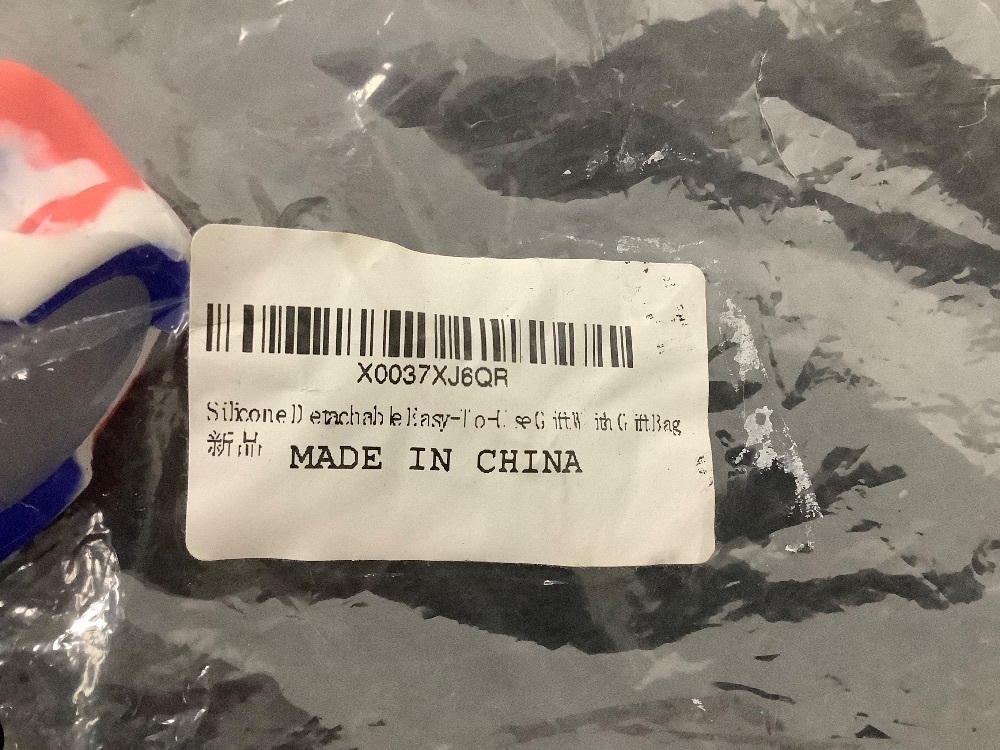 X0037XJ6QR
Silicone Detachable Easy-To-Use Gift With Gift Bag
新品
MADE IN CHINA